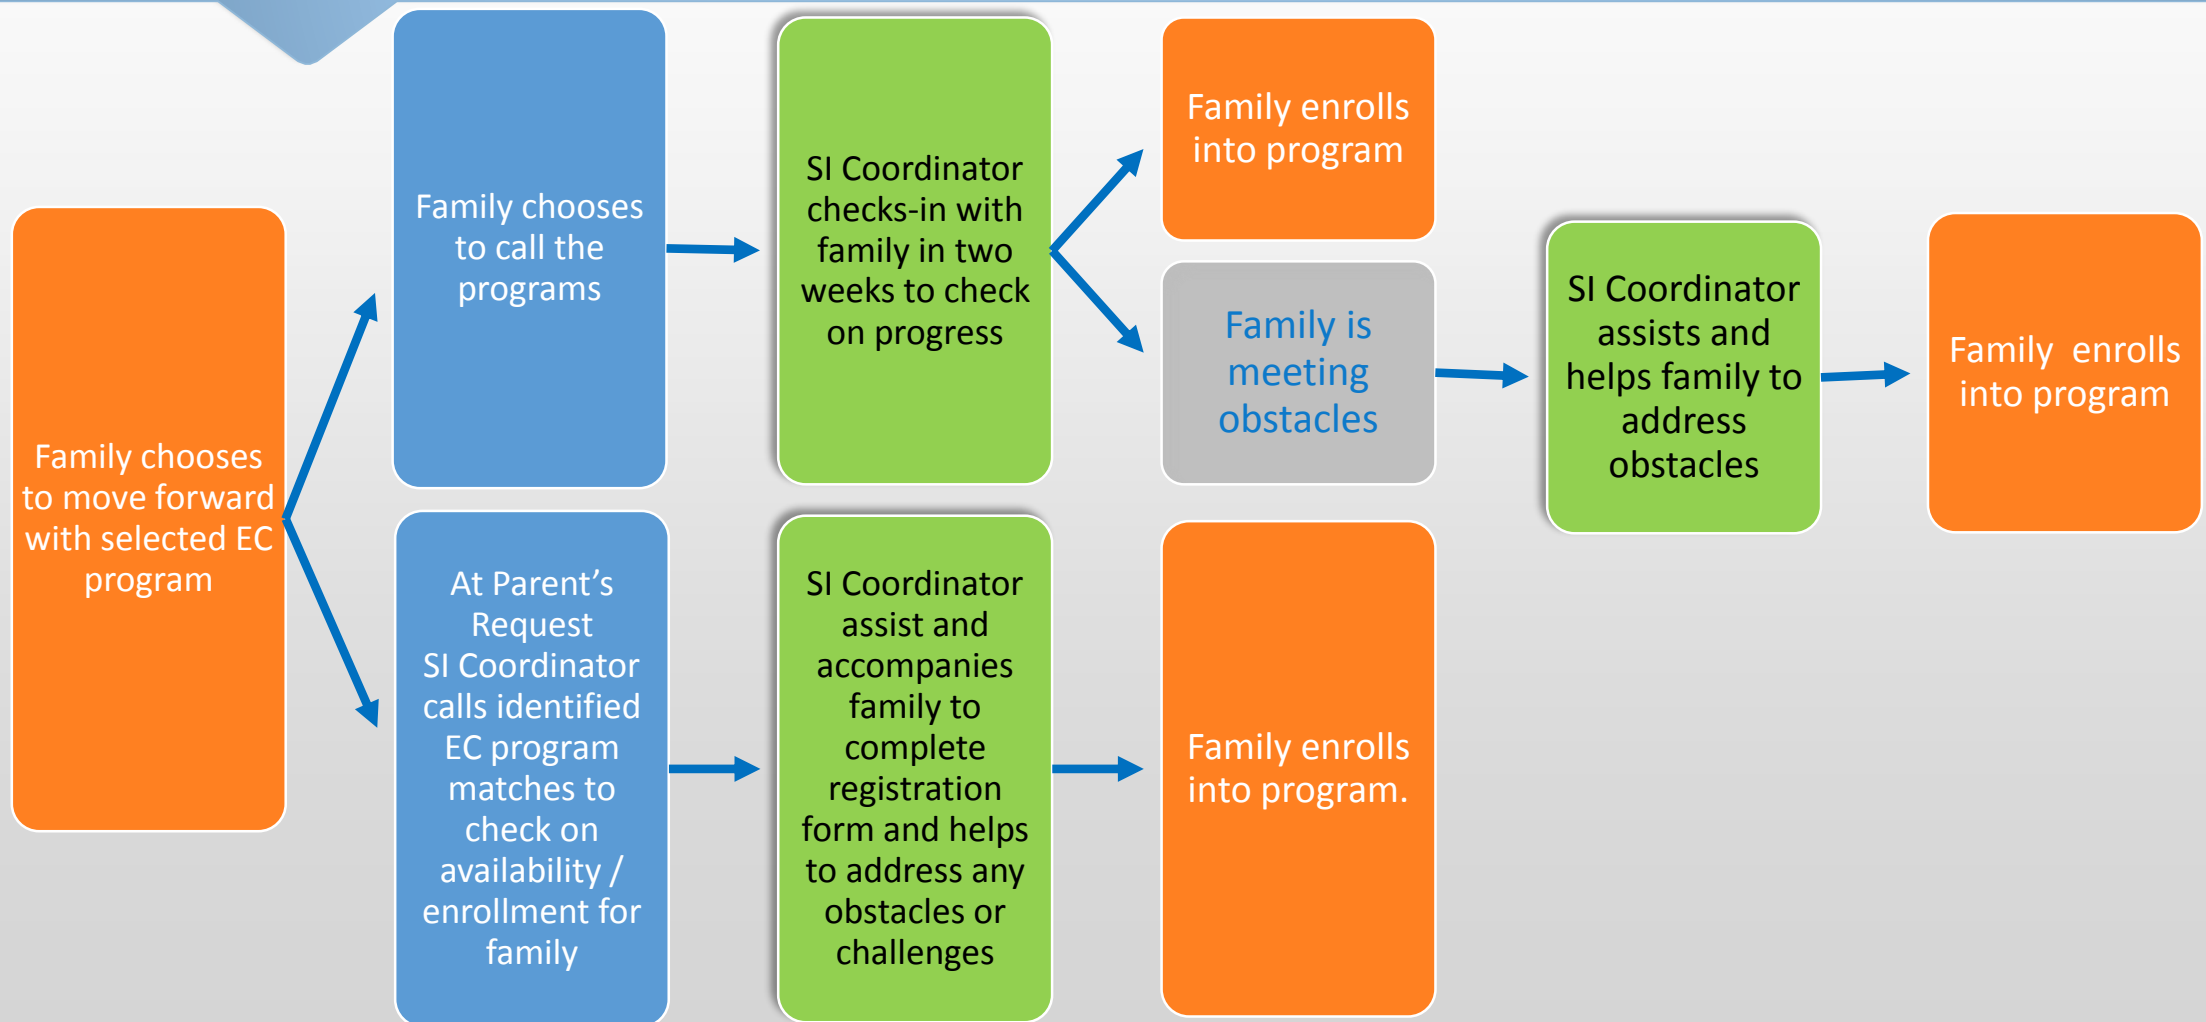 Family chooses
to move forward
with selected EC
program
Family chooses
to call the
programs
SI Coordinator
checks-in with
family in two
weeks to check
on progress
Family enrolls
into program
Family is
meeting
obstacles
SI Coordinator
assists and
helps family to
address
obstacles
Family  enrolls
into program
At Parent’s
Request
SI Coordinator
calls identified
EC program
matches to
check on
availability /
enrollment for
family
SI Coordinator
assist and
accompanies
family to
complete
registration
form and helps
to address any
obstacles or
challenges
Family enrolls
into program.